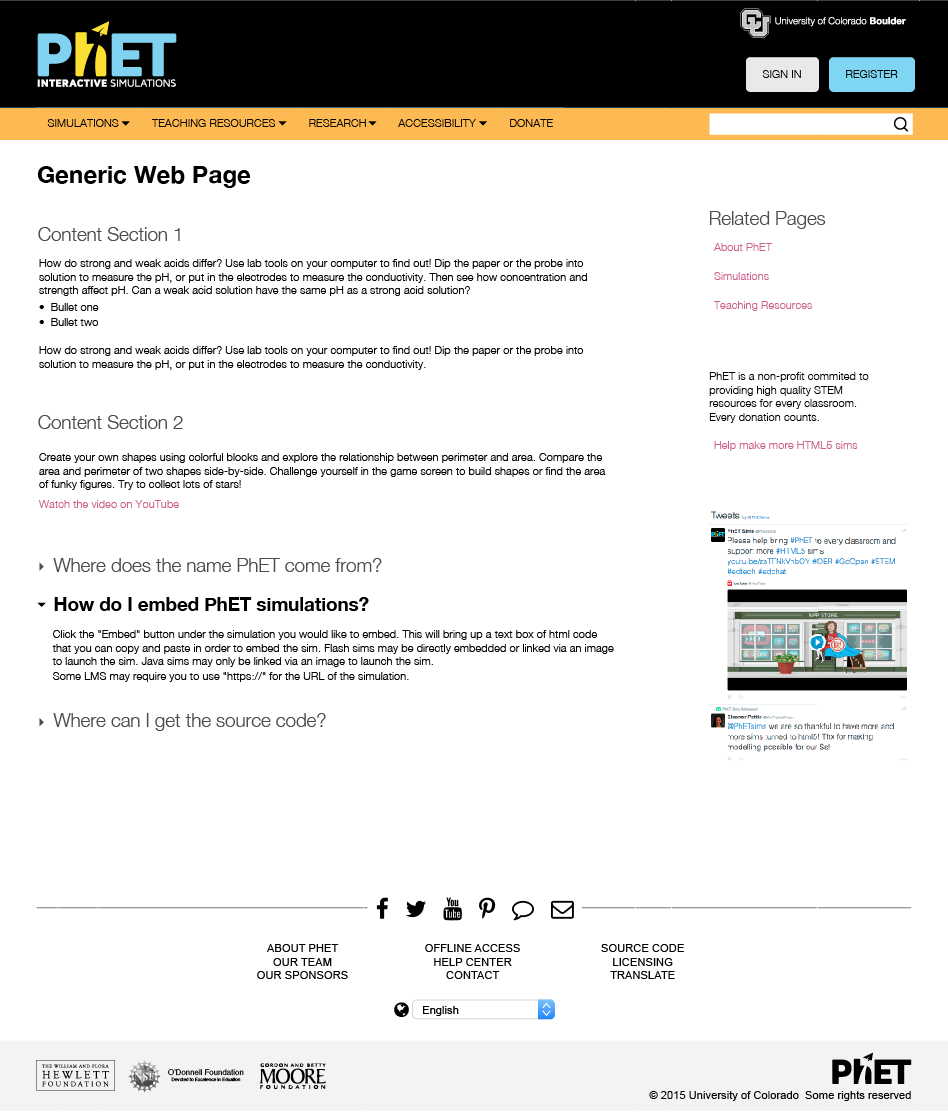 University of Colorado Boulder
PhET
INTERACTIVE SIMULATIONS
SIGN IN
REGISTER
SIMULATIONS
TEACHING RESOURCES
RESEARCH
ACCESSIBILITY
DONATE
Generic Web Page
Content Section 1
How do strong and weak acids differ? Use lab tools on your computer to find out! Dip the paper or the probe into
solution to measure the pH, or put in the electrodes to measure the conductivity. Then see how concentration and
strength affect pH. Can a weak acid solution have the same pH as a strong acid solution?
• Bullet one
• Bullet two
How do strong and weak acids differ? Use lab tools on your computer to find out! Dip the paper or the probe into
solution to measure the pH, or put in the electrodes to measure the conductivity.
Content Section 2
Create your own shapes using colorful blocks and explore the relationship between perimeter and area. Compare the
area and perimeter of two shapes side-by-side. Challenge yourself in the game screen to build shapes or find the area
of funky figures. Try to collect lots of stars!
Watch the video on YouTube
Where does the name PhET come from?
How do I embed PhET simulations?
Click the "Embed" button under the simulation you would like to embed. This will bring up a text box of html code
that you can copy and paste in order to embed the sim. Flash sims may be directly embedded or linked via an image
to launch the sim. Java sims may only be linked via an image to launch the sim.
Some LMS may require you to use "https://" for the URL of the simulation.
Where can I get the source code?
Related Pages
About PhET
Simulations
Teaching Resources
PhET is a non-profit commited to
providing high quality STEM
resources for every classroom.
Every donation counts.
Help make more HTML5 sims
Tweets
PhET Sims
Please help bring #PhET to every classroom and
support more #HTML5 sims
#OER #GoOpen #STEM
#edtech #edchat
APP STORE
Eleanor Pattie
@PhETsims we are so thankful to have more and
more sims turned to html5! Thx for making
modelling possible for our Ss!
You
Tube
ABOUT PHET
OUR TEAM
OUR SPONSORS
OFFLINE ACCESS
HELP CENTER
CONTACT
SOURCE CODE
LICENSING
TRANSLATE
English
THE WILLIAM AND FLORA
HEWLETT
FOUNDATION
O'Donnell Foundation
Devoted to Excellence in Education
GORDON AND BETTY
MOORE
FOUNDATION
PhET
© 2015 University of Colorado Some rights reserved